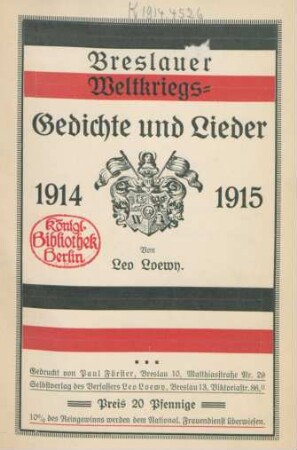 K 1914 4526
Breslauer
Weltkriegs=
Gedichte und Lieder
1914 1915
Königl.
Bibliothek
Berlin.
Von
Leo Loewy.
Gedruckt von Paul Förster, Breslau 10, Matthiasstraße Nr. 29
Selbstverlag des Verfassers Leo Loewy, Breslau 13, Viktoriastr. 86,
Preis 20 Pfennige
10% des Reingewinns werden dem National. Frauendienst überwiesen.